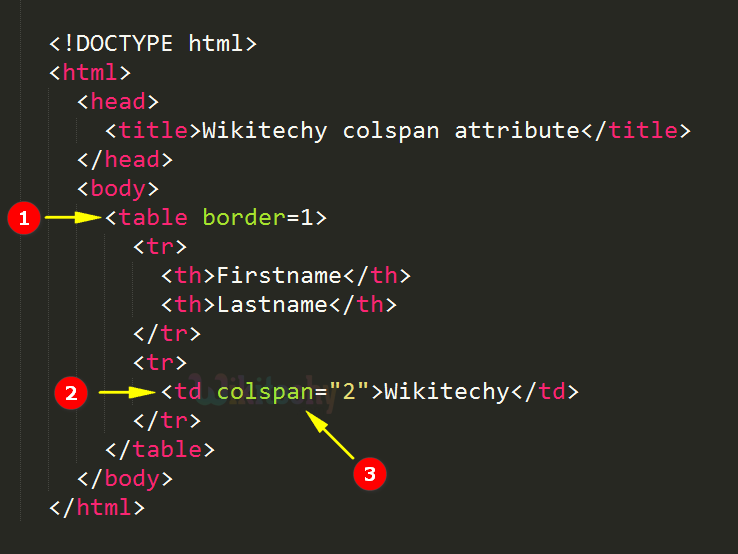 <!DOCTYPE html>
<html>
<head>
<title>Wikitechy colspan attribute</title>
</head>
<body>
1 <table border=1>
<tr>
<th>Firstname</th>
<th>Lastname</th>
</tr>
<tr>
2 <td colspan="2">Wikitechy</td>
</tr>
</table>
3
</body>
</html>
Wikitechy